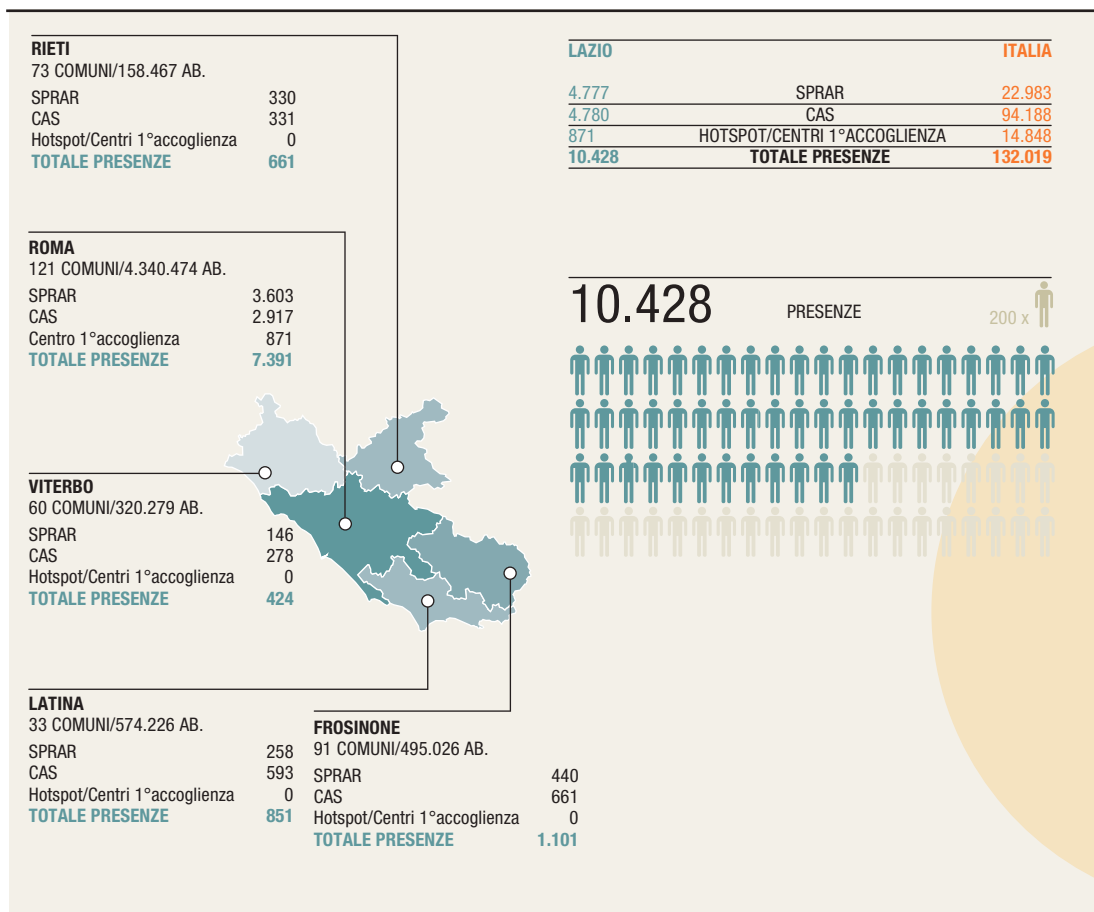 RIETI
73 COMUNI/158.467 AB.
SPRAR 330
CAS 331
Hotspot/Centri 1°accoglienza 0
TOTALE PRESENZE 661
ROMA
121 COMUNI/4.340.474 AB.
SPRAR 3.603
CAS 2.917
Centro 1°accoglienza 871
TOTALE PRESENZE 7.391
VITERBO
60 COMUNI/320.279 AB.
SPRAR 146
CAS 278
Hotspot/Centri 1°accoglienza 0
TOTALE PRESENZE 424
LATINA
33 COMUNI/574.226 AB.
SPRAR 258
CAS 593
Hotspot/Centri 1°accoglienza 0
TOTALE PRESENZE 851
FROSINONE
91 COMUNI/495.026 AB.
SPRAR 440
CAS 661
Hotspot/Centri 1°accoglienza 0
TOTALE PRESENZE 1.101
LAZIO ITALIA
4.777 SPRAR 22.983
4.780 CAS 94.188
871 HOTSPOT/CENTRI 1°ACCOGLIENZA 14.848
10.428 TOTALE PRESENZE 132.019
10.428 PRESENZE 200 x